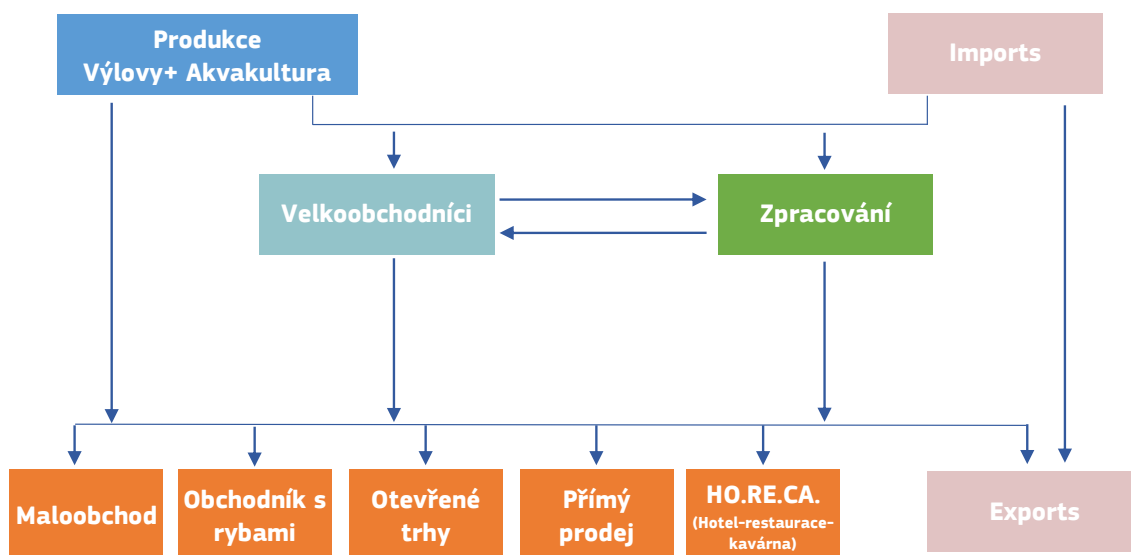 Produkce
Výlovy+ Akvakultura
Imports
Velkoobchodníci
Zpracování
Maloobchod
Obchodník s
rybami
Otevřené
trhy
Přímý
prodej
HO.RE.CA.
(Hotel-restaurace-
kavárna)
Exports